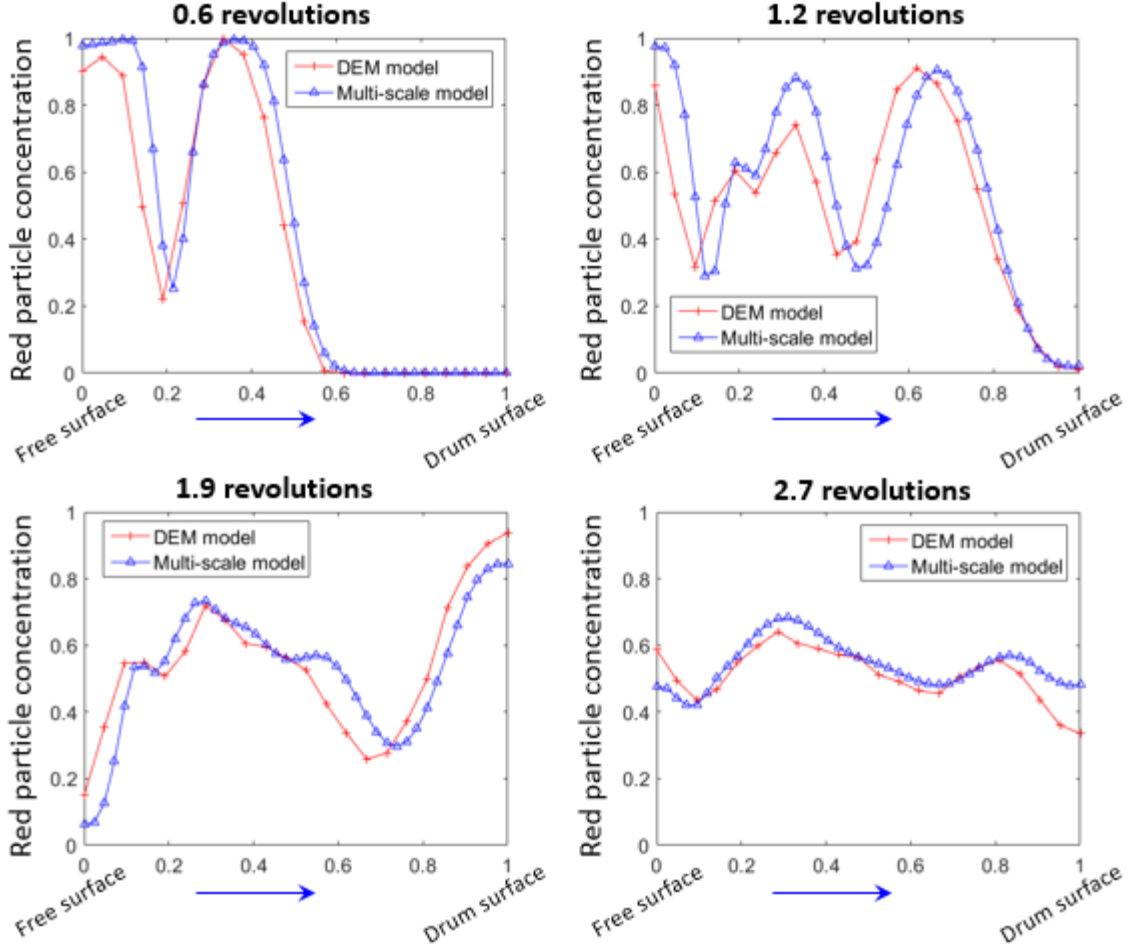 0.6 revolutions
Red particle concentration
1
0.8
0.6
0.4
0.2
0
DEM model
Multi-scale model
0 0.2 0.4 0.6 0.8 1
Free surface
Drum surface
1.2 revolutions
Red particle concentration
1
0.8
0.6
0.4
0.2
0
DEM model
Multi-scale model
0 0.2 0.4 0.6 0.8 1
Free surface
Drum surface
1.9 revolutions
Red particle concentration
1
0.8
0.6
0.4
0.2
0
DEM model
Multi-scale model
0 0.2 0.4 0.6 0.8 1
Free surface
Drum surface
2.7 revolutions
Red particle concentration
1
0.8
0.6
0.4
0.2
0
DEM model
Multi-scale model
0 0.2 0.4 0.6 0.8 1
Free surface
Drum surface